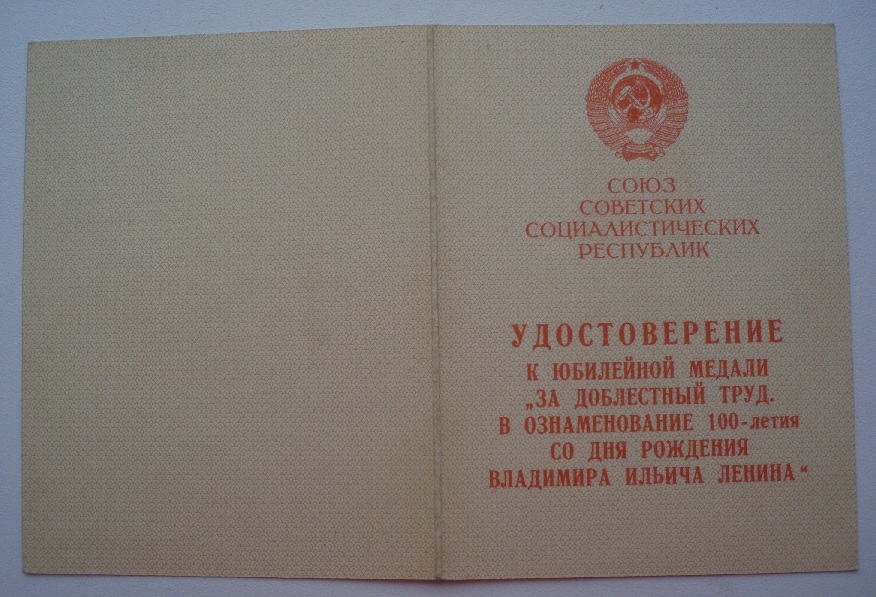 СОЮЗ
СОВЕТСКИХ
СОЦИАЛИСТИЧЕСКИХ
РЕСПУБЛИК
УДОСТОВЕРЕНИЕ
К ЮБИЛЕЙНОЙ МЕДАЛИ
„ЗА ДОБЛЕСТНЫЙ ТРУД.
В ОЗНАМЕНОВАНИЕ 100-летия
СО ДНЯ РОЖДЕНИЯ
ВЛАДИМИРА ИЛЬИЧА ЛЕНИНА“